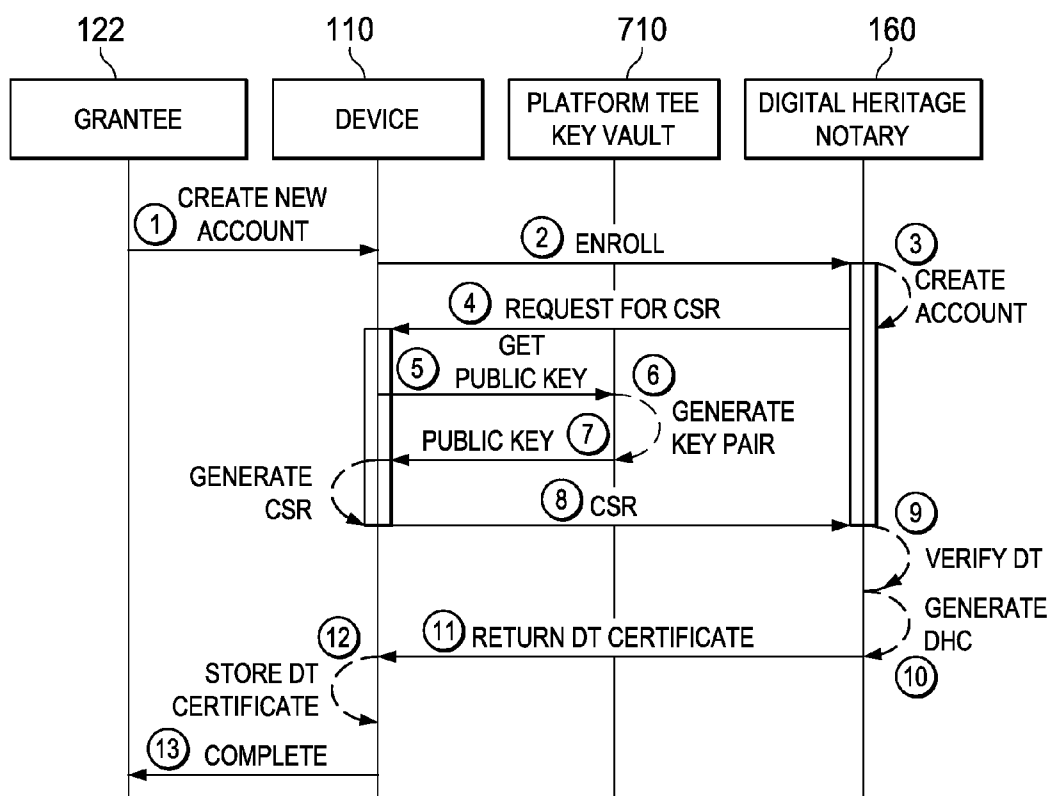 122
110
710
160
GRANTEE
DEVICE
PLATFORM TEE
KEY VAULT
DIGITAL HERITAGE
NOTARY
1 CREATE NEW
ACCOUNT
2 ENROLL
3
CREATE
ACCOUNT
4 REQUEST FOR CSR
5 GET
PUBLIC KEY
6
GENERATE
KEY PAIR
PUBLIC KEY 7
GENERATE
CSR
8 CSR
9
VERIFY DT
GENERATE
DHC
10
11 RETURN DT CERTIFICATE
12
STORE DT
CERTIFICATE
13 COMPLETE